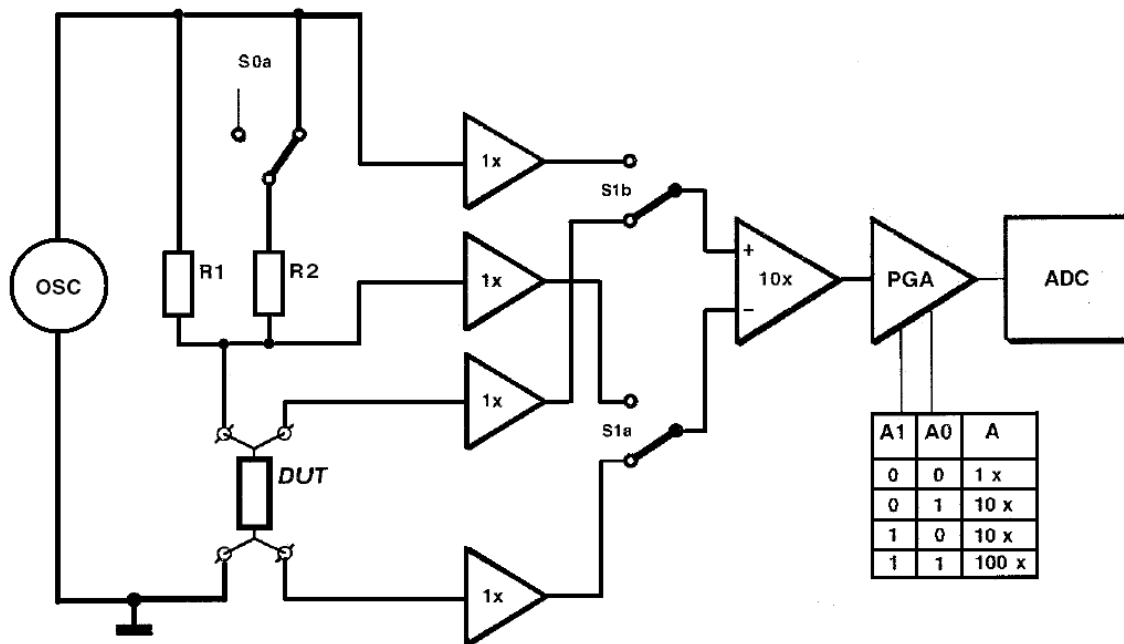 S0a
1x
S1b
R1
R2
OSC
1x
+
10x
−
PGA
ADC
1x
S1a
DUT
A1 A0 A
0 0 1 x
0 1 10 x
1 0 10 x
1 1 100 x
1x